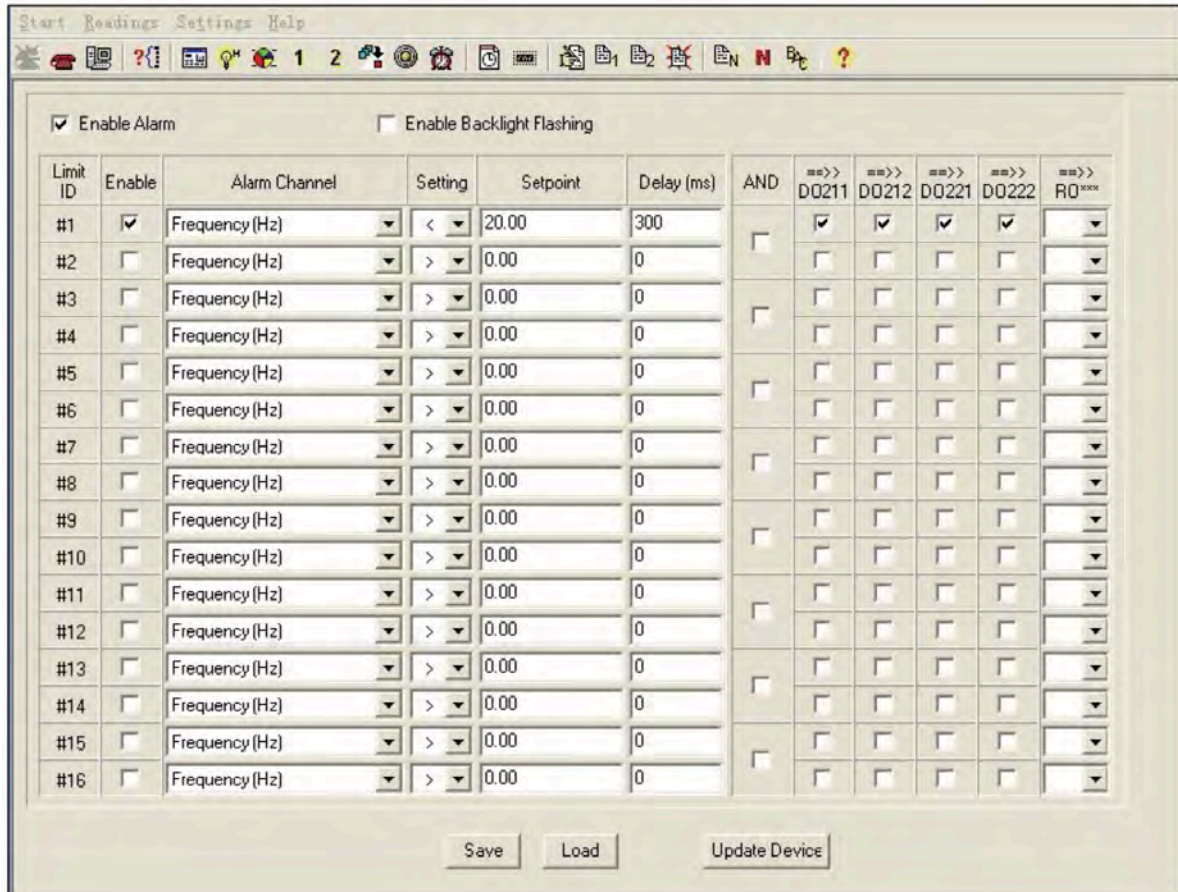 Start Readings Settings Help
?{} 1 2 1 2 N N BAC ?
Enable Alarm Enable Backlight Flashing
Limit ID Enable Alarm Channel Setting Setpoint Delay (ms) AND ==>> DO211 ==>> DO212 ==>> DO221 ==>> DO222 ==>> RO***
#1 Frequency (Hz) < 20.00 300
#2 Frequency (Hz) > 0.00 0
#3 Frequency (Hz) > 0.00 0
#4 Frequency (Hz) > 0.00 0
#5 Frequency (Hz) > 0.00 0
#6 Frequency (Hz) > 0.00 0
#7 Frequency (Hz) > 0.00 0
#8 Frequency (Hz) > 0.00 0
#9 Frequency (Hz) > 0.00 0
#10 Frequency (Hz) > 0.00 0
#11 Frequency (Hz) > 0.00 0
#12 Frequency (Hz) > 0.00 0
#13 Frequency (Hz) > 0.00 0
#14 Frequency (Hz) > 0.00 0
#15 Frequency (Hz) > 0.00 0
#16 Frequency (Hz) > 0.00 0
Save Load Update Device